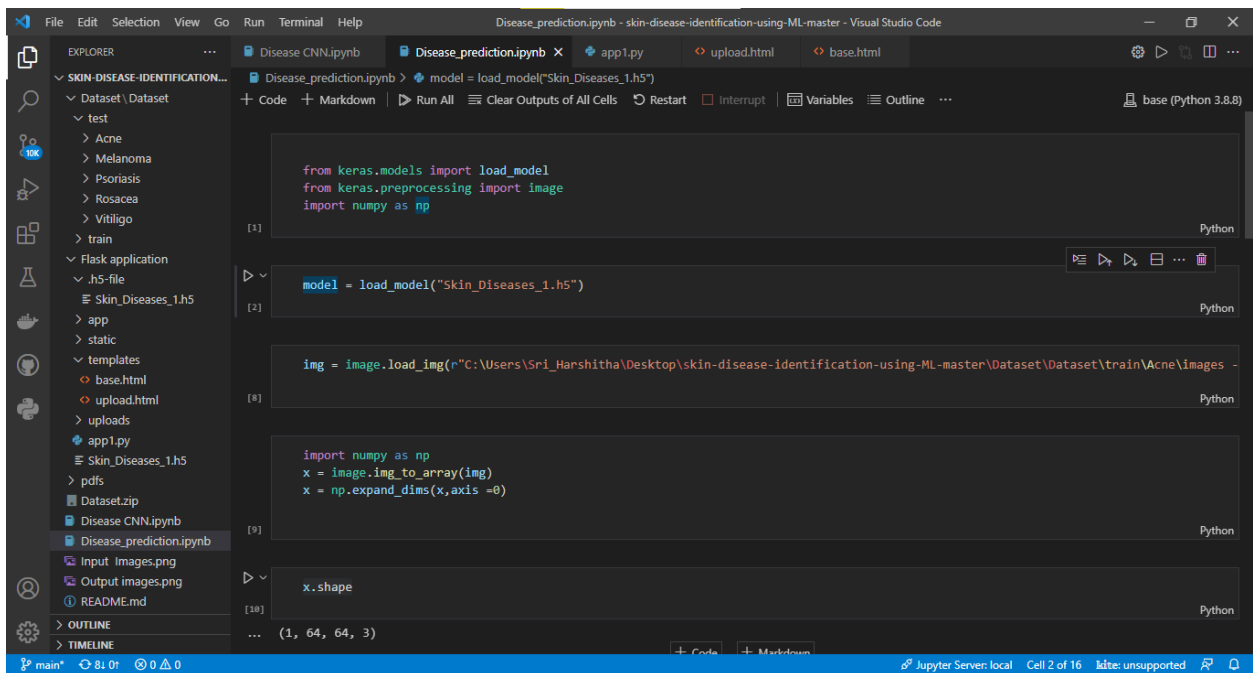 File Edit Selection View Go Run Terminal Help Disease_prediction.ipynb - skin-disease-identification-using-ML-master - Visual Studio Code
EXPLORER
SKIN-DISEASE-IDENTIFICATION...
Dataset\Dataset
test
Acne
Melanoma
Psoriasis
Rosacea
Vitiligo
train
Flask application
.h5-file
Skin_Diseases_1.h5
app
static
templates
base.html
upload.html
uploads
app1.py
Skin_Diseases_1.h5
pdfs
Dataset.zip
Disease CNN.ipynb
Disease_prediction.ipynb
Input Images.png
Output images.png
README.md
OUTLINE
TIMELINE
10K
Disease CNN.ipynb Disease_prediction.ipynb app1.py upload.html base.html
Disease_prediction.ipynb > model = load_model("Skin_Diseases_1.h5")
+ Code + Markdown Run All Clear Outputs of All Cells Restart Interrupt Variables Outline ... base (Python 3.8.8)
from keras.models import load_model
from keras.preprocessing import image
import numpy as np
[1] Python
model = load_model("Skin_Diseases_1.h5")
[2] Python
img = image.load_img(r"C:\Users\Sri_Harshitha\Desktop\skin-disease-identification-using-ML-master\Dataset\Dataset\train\Acne\images -
[8] Python
import numpy as np
x = image.img_to_array(img)
x = np.expand_dims(x,axis =0)
[9] Python
x.shape
[10] Python
... (1, 64, 64, 3)
+ Code + Markdown
main* 8↓ 0↑ 0 0 Jupyter Server: local Cell 2 of 16 kite: unsupported